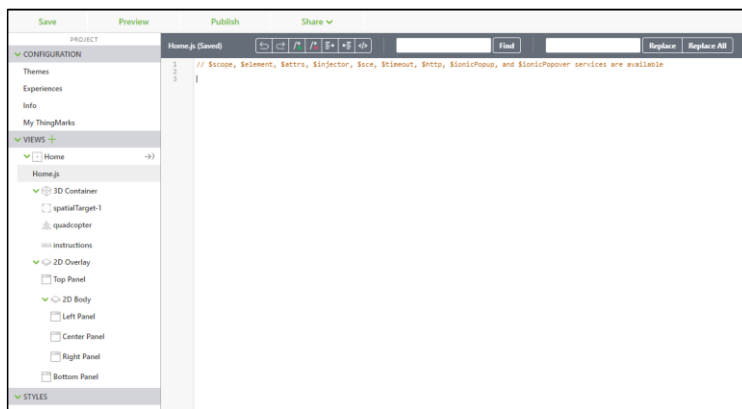 Save Preview Publish Share
PROJECT
CONFIGURATION
Themes
Experiences
Info
My ThingMarks
VIEWS
Home
Home.js
3D Container
spatialTarget-1
quadcopter
instructions
2D Overlay
Top Panel
2D Body
Left Panel
Center Panel
Right Panel
Bottom Panel
STYLES
Home.js (Saved) Find Replace Replace All
1 // $scope, $element, $attrs, $injector, $sce, $timeout, $http, $ionicPopup, and $ionicPopover services are available
2
3